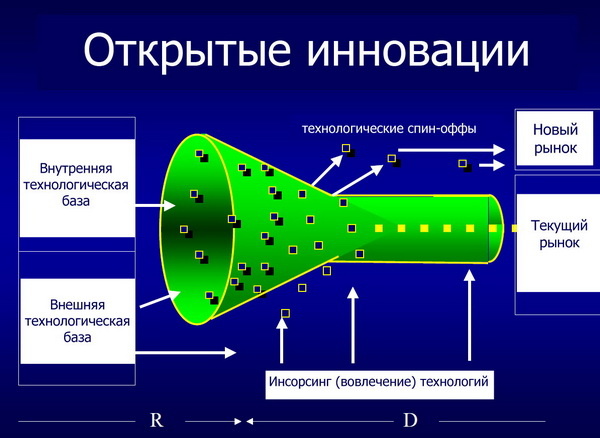 Открытые инновации
технологические спин-оффы
Новый
рынок
Внутренняя
технологическая
база
Текущий
рынок
Внешняя
технологическая
база
Инсорсинг (вовлечение) технологий
R
D